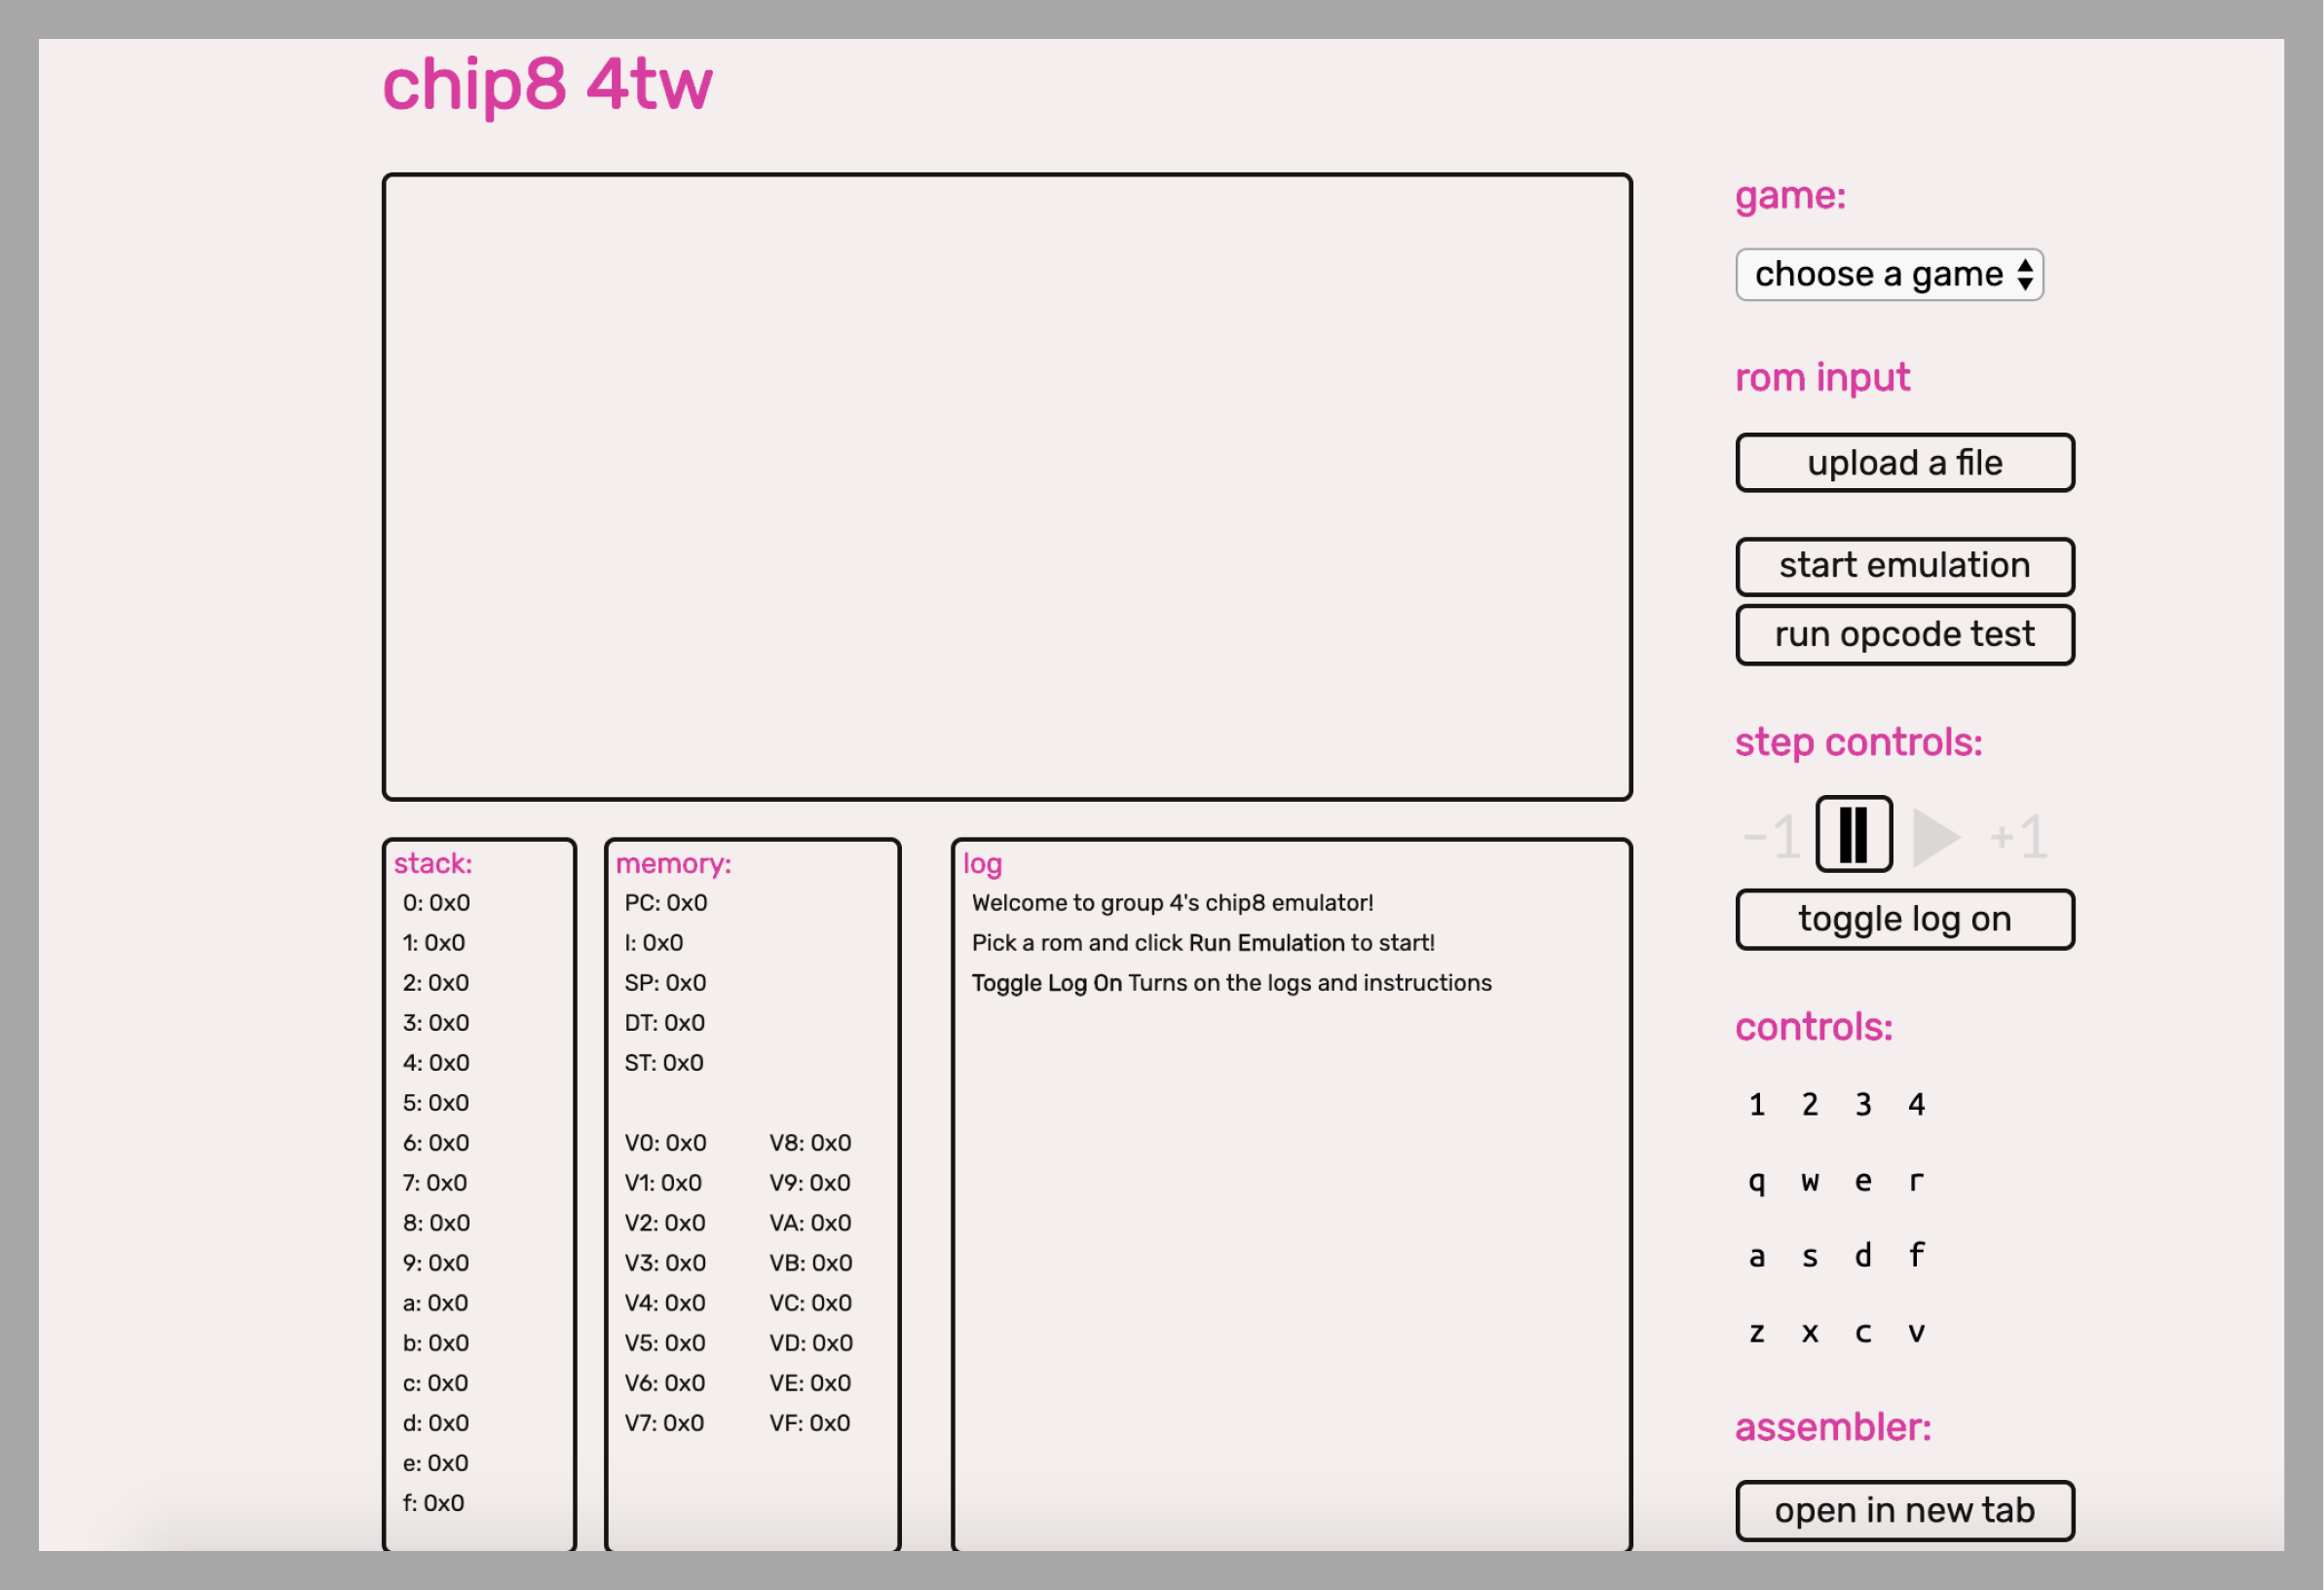 chip8 4tw
game:
choose a game
rom input
upload a file
start emulation
run opcode test
step controls:
-1 +1
toggle log on
controls:
1 2 3 4
q w e r
a s d f
z x c v
assembler:
open in new tab
stack:
0: 0x0
1: 0x0
2: 0x0
3: 0x0
4: 0x0
5: 0x0
6: 0x0
7: 0x0
8: 0x0
9: 0x0
a: 0x0
b: 0x0
c: 0x0
d: 0x0
e: 0x0
f: 0x0
memory:
PC: 0x0
I: 0x0
SP: 0x0
DT: 0x0
ST: 0x0
V0: 0x0 V8: 0x0
V1: 0x0 V9: 0x0
V2: 0x0 VA: 0x0
V3: 0x0 VB: 0x0
V4: 0x0 VC: 0x0
V5: 0x0 VD: 0x0
V6: 0x0 VE: 0x0
V7: 0x0 VF: 0x0
log
Welcome to group 4's chip8 emulator!
Pick a rom and click Run Emulation to start!
Toggle Log On Turns on the logs and instructions